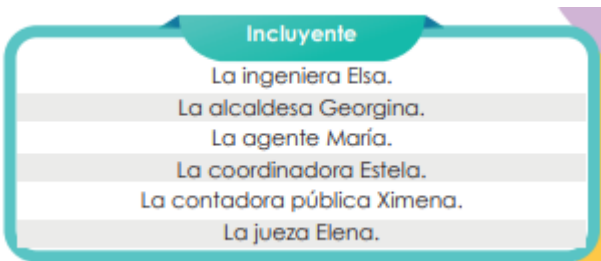 Incluyente
La ingeniera Elsa.
La alcaldesa Georgina.
La agente María.
La coordinadora Estela.
La contadora pública Ximena.
La jueza Elena.